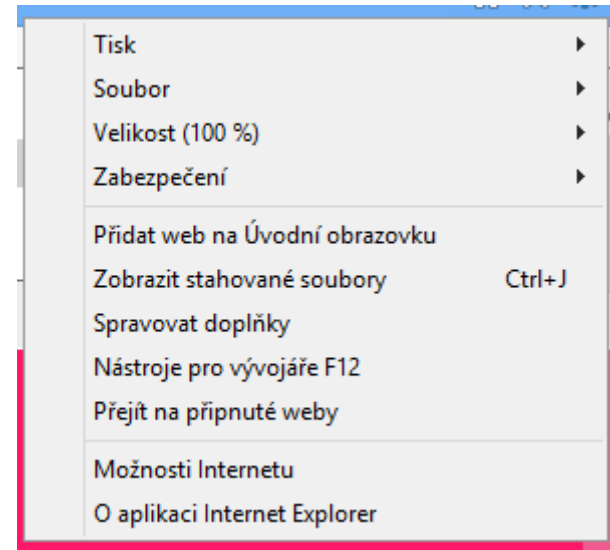 Tisk
Soubor
Velikost (100 %)
Zabezpečení
Přidat web na Úvodní obrazovku
Zobrazit stahované soubory Ctrl+J
Spravovat doplňky
Nástroje pro vývojáře F12
Přejít na připnuté weby
Možnosti Internetu
O aplikaci Internet Explorer